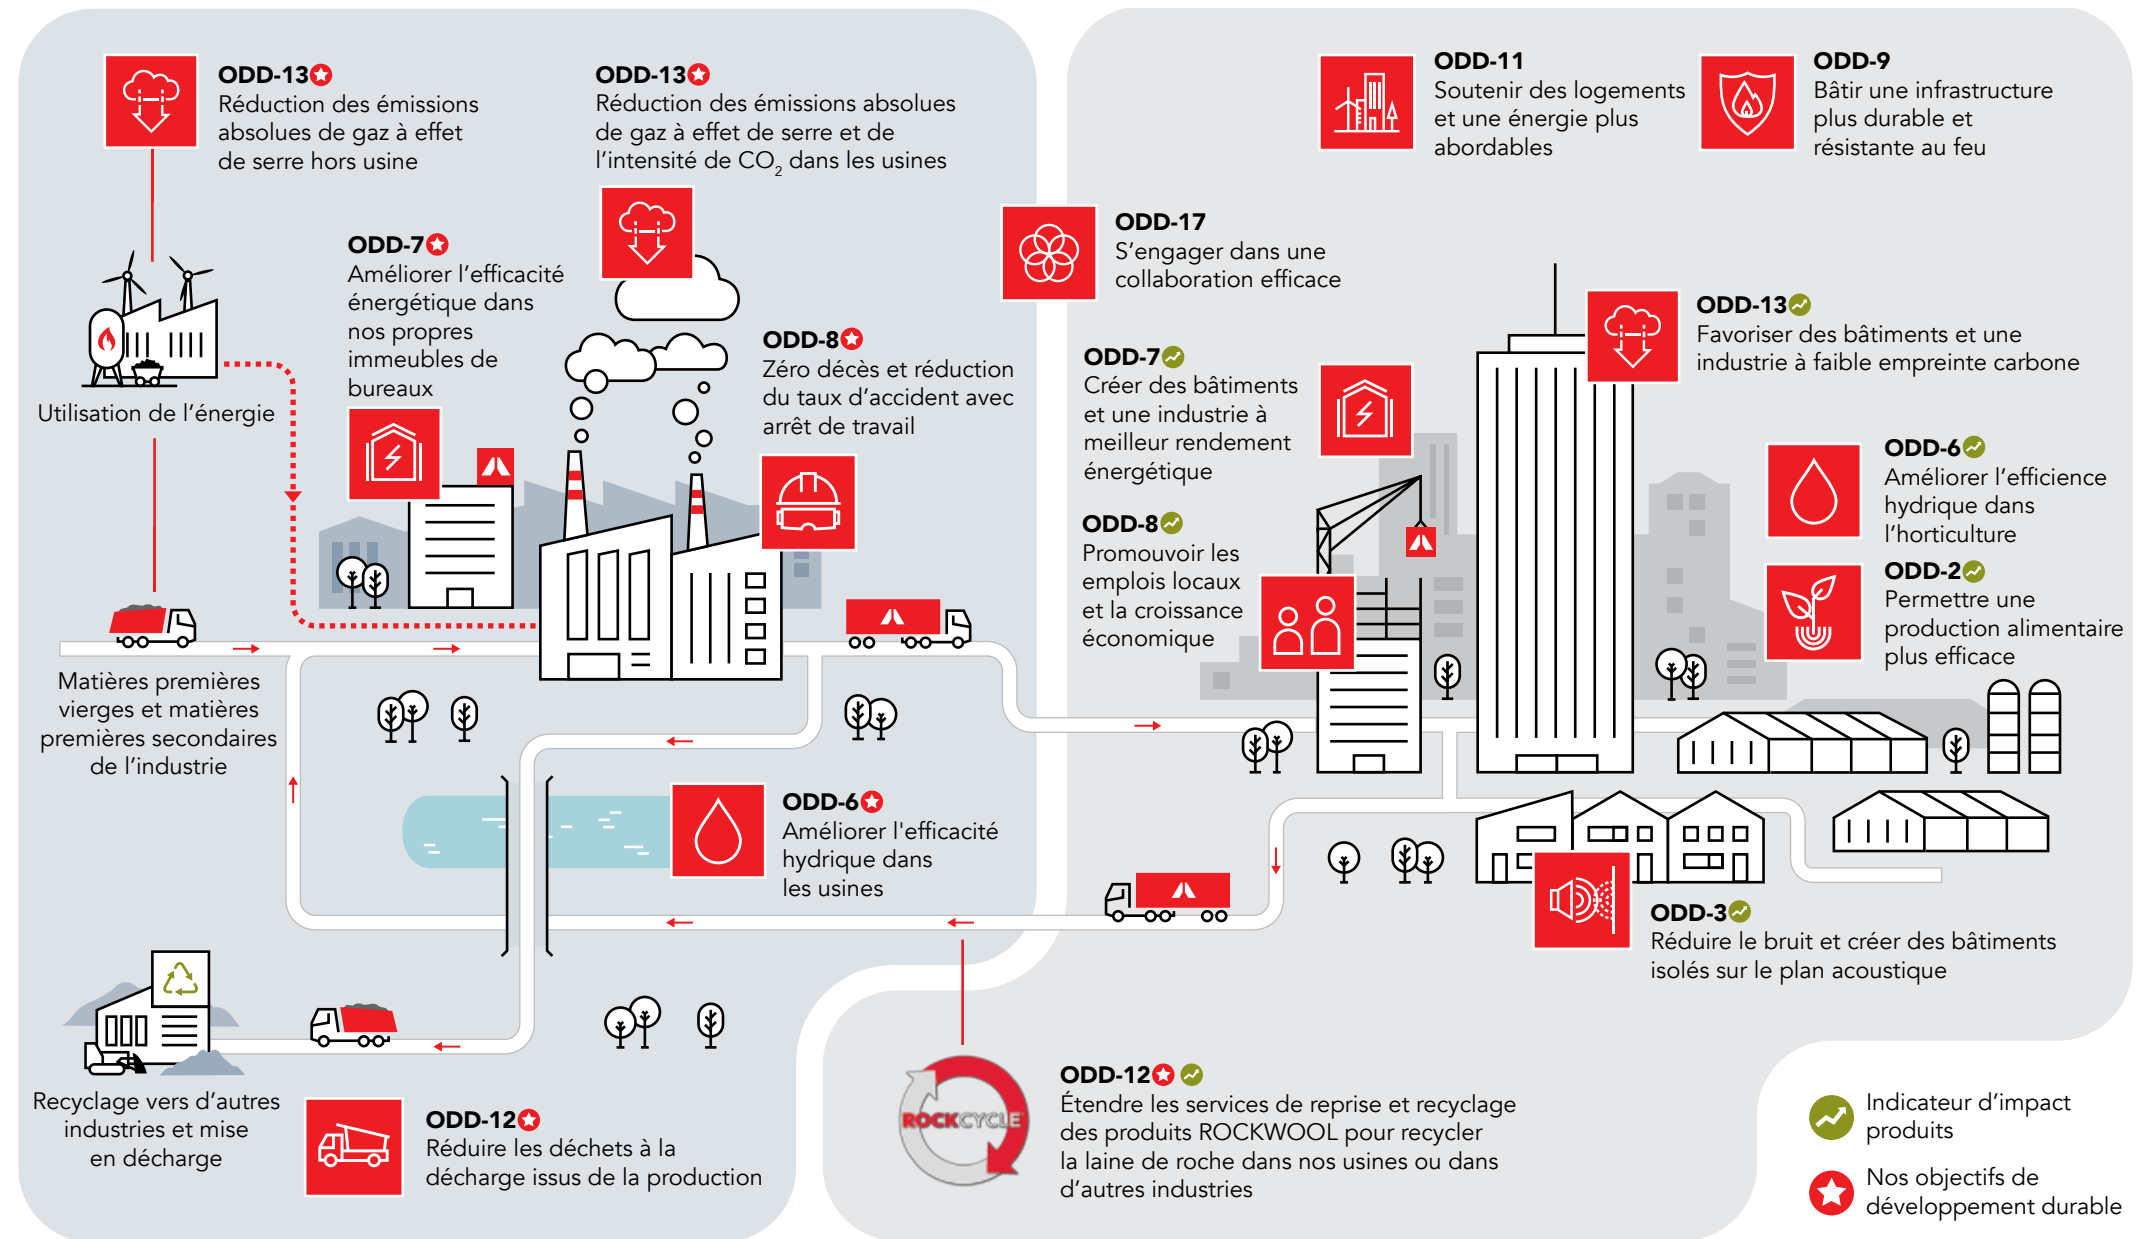 ODD-13
Réduction des émissions
absolues de gaz à effet
de serre hors usine
ODD-13
Réduction des émissions absolues
de gaz à effet de serre et de
l’intensité de CO₂ dans les usines
ODD-7
Améliorer l’efficacité
énergétique dans
nos propres
immeubles de
bureaux
ODD-8
Zéro décès et réduction
du taux d’accident avec
arrêt de travail
Utilisation de l’énergie
Matières premières
vierges et matières
premières secondaires
de l’industrie
ODD-6
Améliorer l'efficacité
hydrique dans
les usines
Recyclage vers d’autres
industries et mise
en décharge
ODD-12
Réduire les déchets à la
décharge issus de la production
ODD-11
Soutenir des logements
et une énergie plus
abordables
ODD-9
Bâtir une infrastructure
plus durable et
résistante au feu
ODD-17
S’engager dans une
collaboration efficace
ODD-13
Favoriser des bâtiments et une
industrie à faible empreinte carbone
ODD-7
Créer des bâtiments
et une industrie à
meilleur rendement
énergétique
ODD-8
Promouvoir les
emplois locaux
et la croissance
économique
ODD-6
Améliorer l’efficience
hydrique dans
l’horticulture
ODD-2
Permettre une
production alimentaire
plus efficace
ODD-3
Réduire le bruit et créer des bâtiments
isolés sur le plan acoustique
ROCKCYCLE
ODD-12
Étendre les services de reprise et recyclage
des produits ROCKWOOL pour recycler
la laine de roche dans nos usines ou dans
d’autres industries
Indicateur d’impact
produits
Nos objectifs de
développement durable